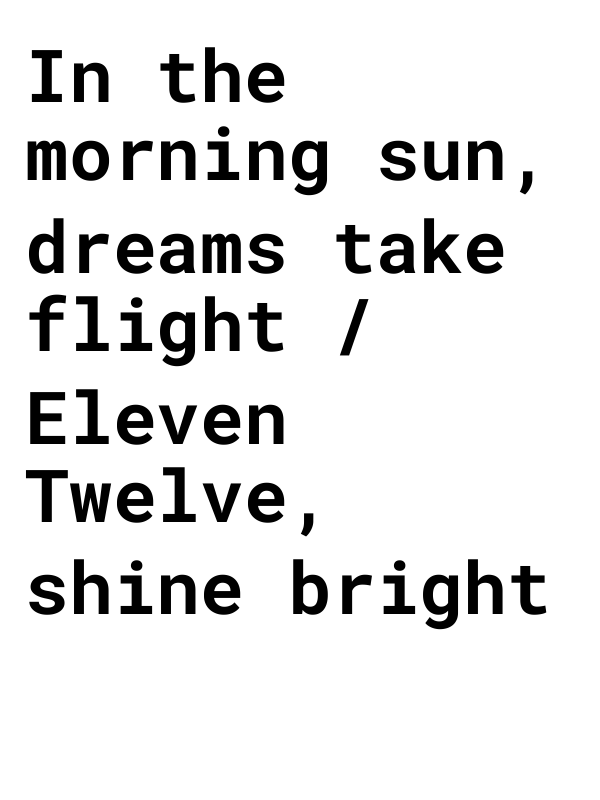 In the
morning sun,
dreams take
flight /
Eleven
Twelve,
shine bright